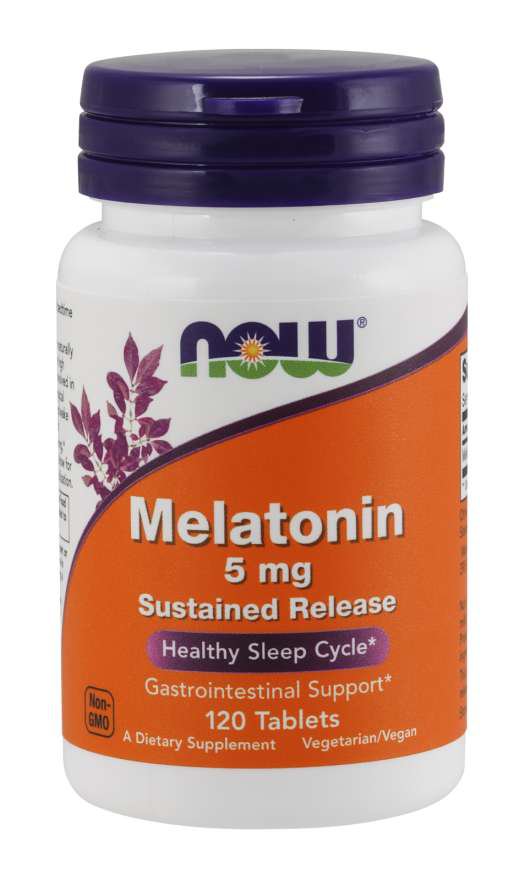 NOW®
Melatonin
5 mg
Sustained Release
Healthy Sleep Cycle*
Gastrointestinal Support*
120 Tablets
Non-
GMO
A Dietary Supplement Vegetarian/Vegan